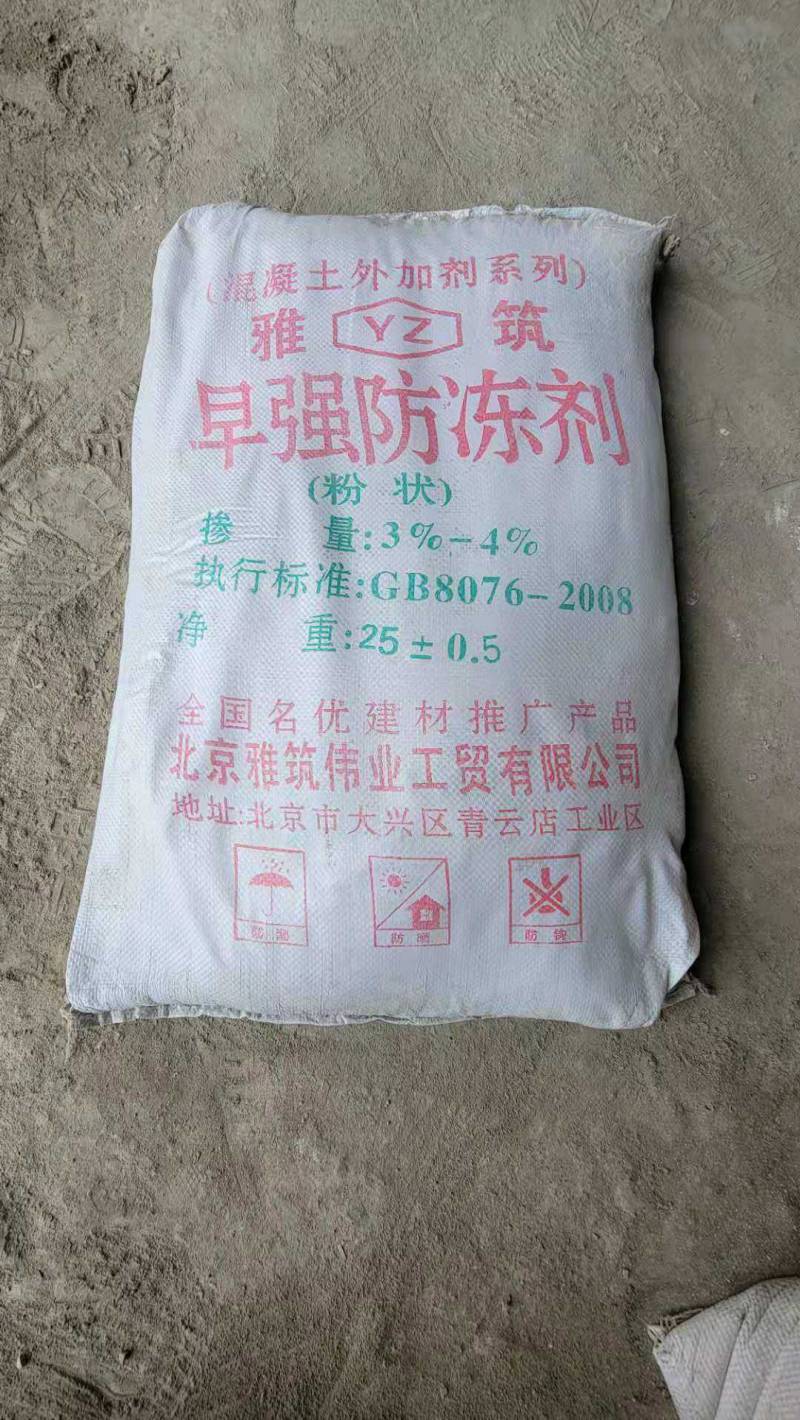 (混凝土外加剂系列)
雅 YZ 筑
早强防冻剂
(粉 状)
掺 量:3%-4%
执行标准:GB8076-2008
净 重:25±0.5
全国名优建材推广产品
北京雅筑伟业工贸有限公司
地址:北京市大兴区青云店工业区
防 潮 防 晒 防 钩